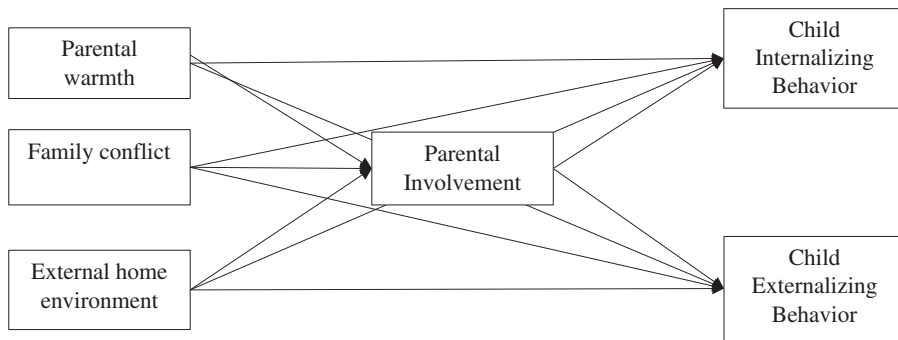 Parental
warmth
Family conflict
External home
environment
Parental
Involvement
Child
Internalizing
Behavior
Child
Externalizing
Behavior